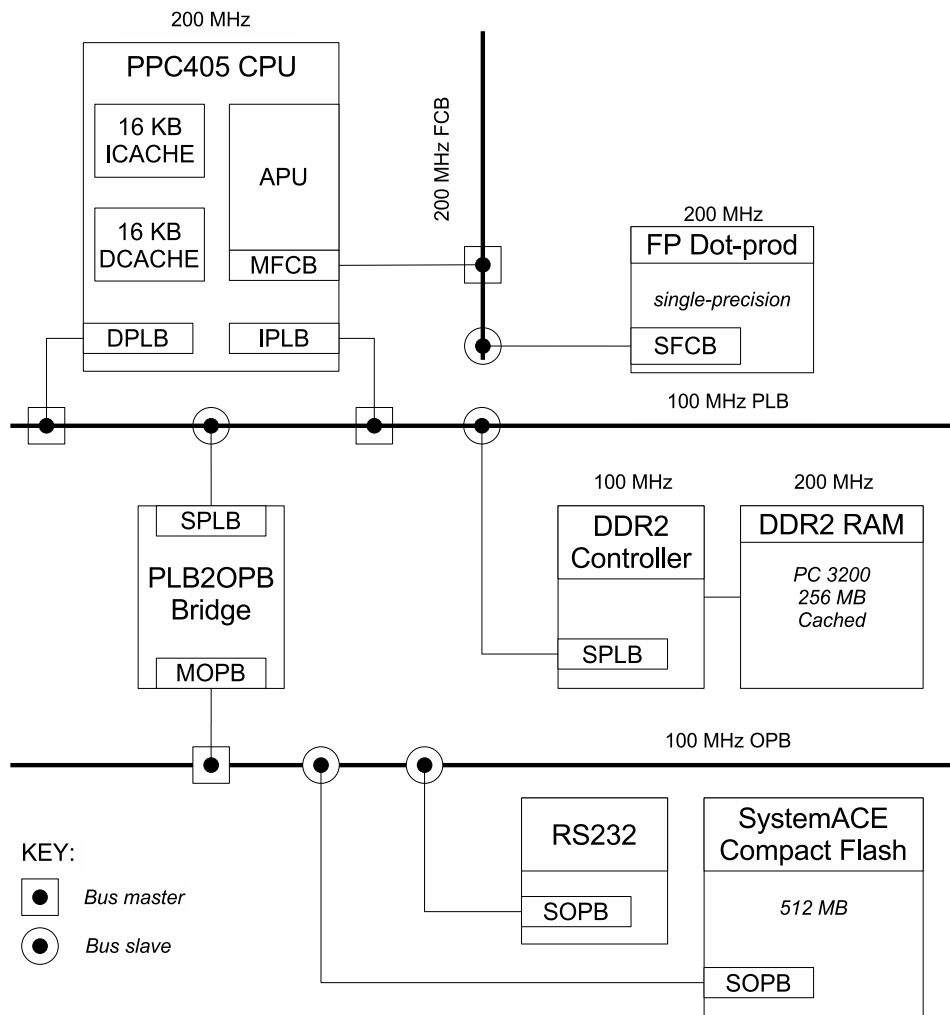 200 MHz
PPC405 CPU
16 KB
ICACHE
APU
16 KB
DCACHE
MFCB
DPLB
IPLB
200 MHz FCB
200 MHz
FP Dot-prod
single-precision
SFCB
100 MHz PLB
SPLB
PLB2OPB
Bridge
MOPB
100 MHz
DDR2
Controller
SPLB
200 MHz
DDR2 RAM
PC 3200
256 MB
Cached
100 MHz OPB
RS232
SOPB
SystemACE
Compact Flash
512 MB
SOPB
KEY:
Bus master
Bus slave